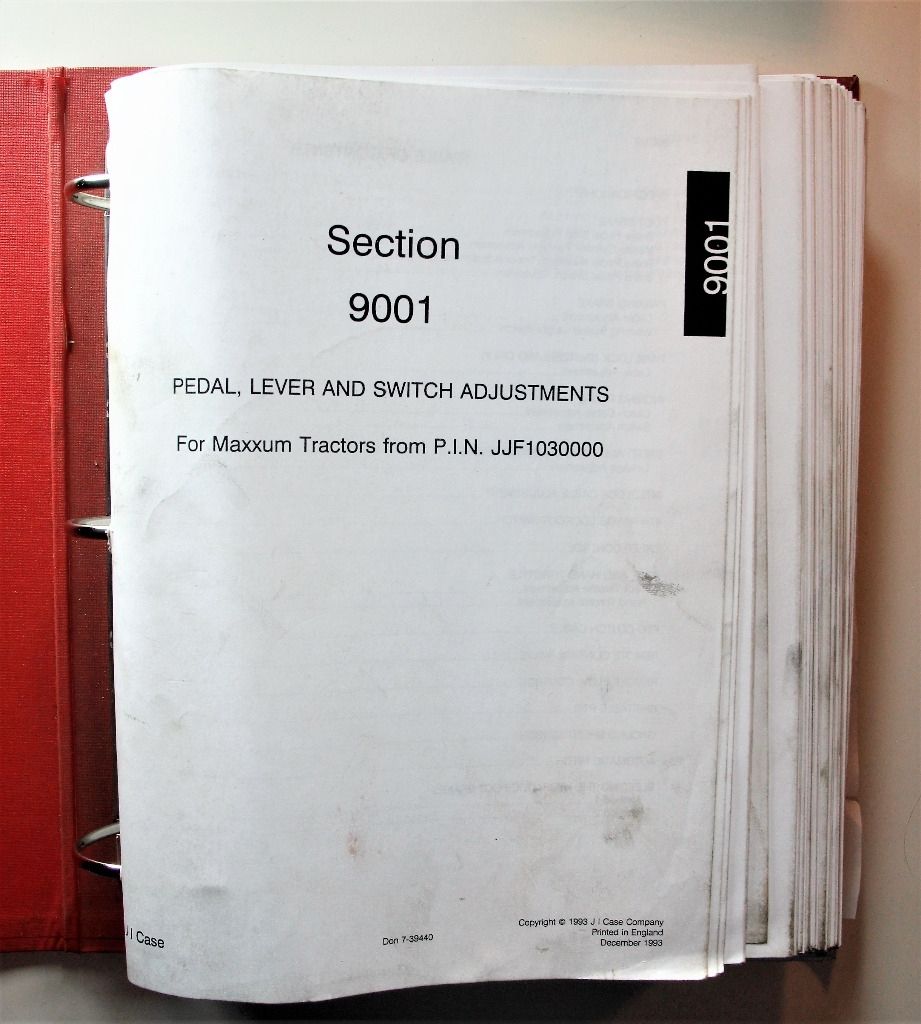 Section
9001
9001
PEDAL, LEVER AND SWITCH ADJUSTMENTS
For Maxxum Tractors from P.I.N. JJF1030000
J I Case
Don 7-39440
Copyright © 1993 J I Case Company
Printed in England
December 1993